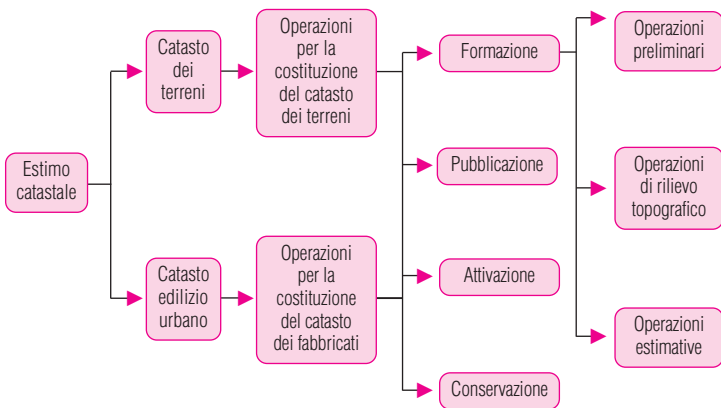 Estimo
catastale
Catasto
dei
terreni
Operazioni
per la
costituzione
del catasto
dei terreni
Catasto
edilizio
urbano
Operazioni
per la
costituzione
del catasto
dei fabbricati
Formazione
Pubblicazione
Attivazione
Conservazione
Operazioni
preliminari
Operazioni
di rilievo
topografico
Operazioni
estimative